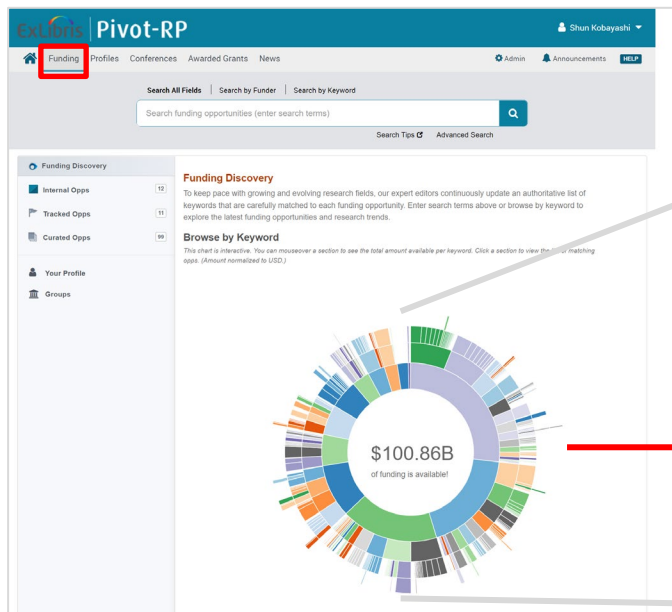 ExLibris Pivot-RP
Shun Kobayashi
Funding Profiles Conferences Awarded Grants News
Admin Announcements HELP
Search All Fields Search by Funder Search by Keyword
Search funding opportunities (enter search terms)
Search Tips Advanced Search
Funding Discovery
Internal Opps 12
Tracked Opps 11
Curated Opps 99
Your Profile
Groups
Funding Discovery
To keep pace with growing and evolving research fields, our expert editors continuously update an authoritative list of
keywords that are carefully matched to each funding opportunity. Enter search terms above or browse by keyword to
explore the latest funding opportunities and research trends.
Browse by Keyword
This chart is interactive. You can mouseover a section to see the total amount available per keyword. Click a section to view the of matching
opps. (Amount normalized to USD.)
$100.86B
of funding is available!